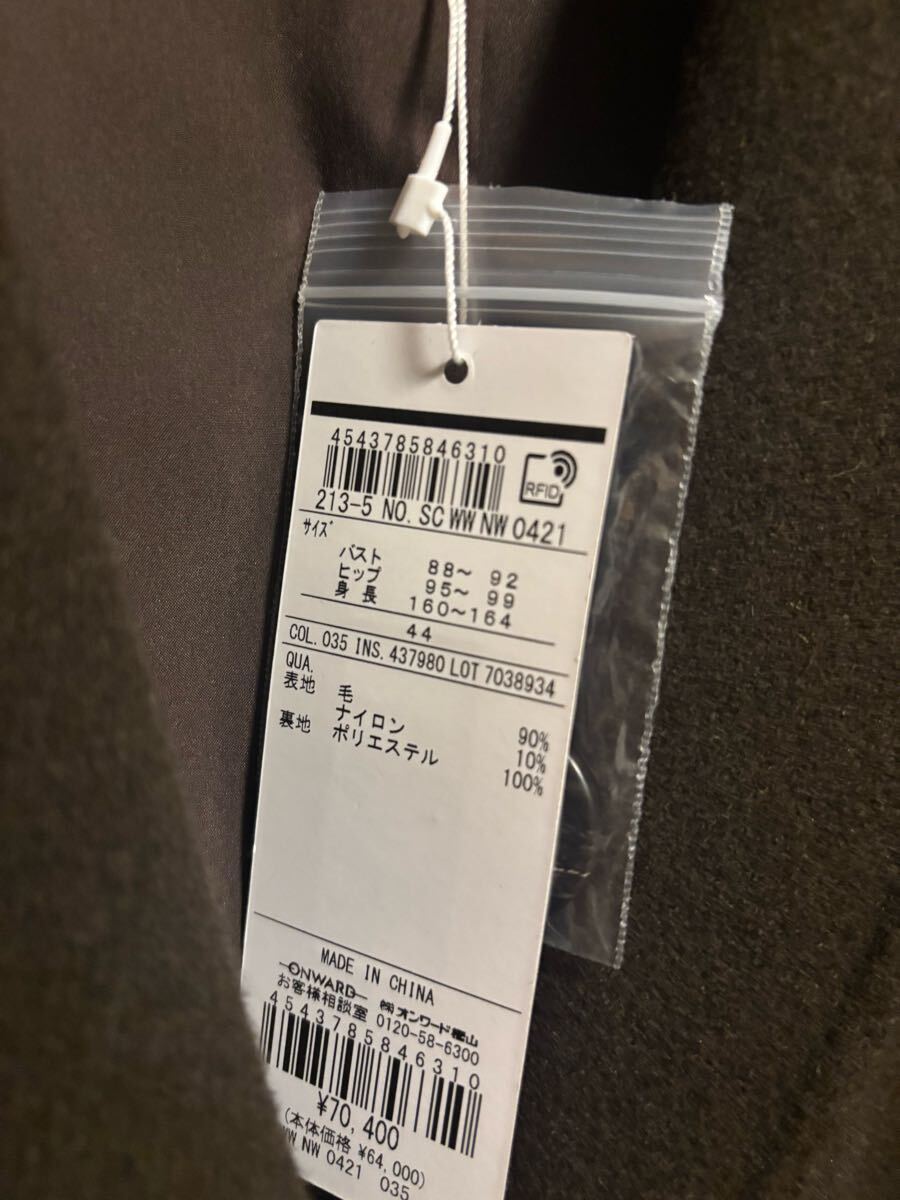 4543785846310
RFID
213-5 NO. SC WW NW 0421
サイズ
バスト 88～ 92
ヒップ 95～ 99
身長 160～164
44
COL. 035 INS. 437980 LOT 7038934
QUA.
表地 毛 90%
ナイロン 10%
裏地 ポリエステル 100%
MADE IN CHINA
ONWARD ㈱オンワード樫山
お客様相談室 0120-58-6300
4543785846310
¥70,400
(本体価格 ¥64,000)
WW NW 0421 035